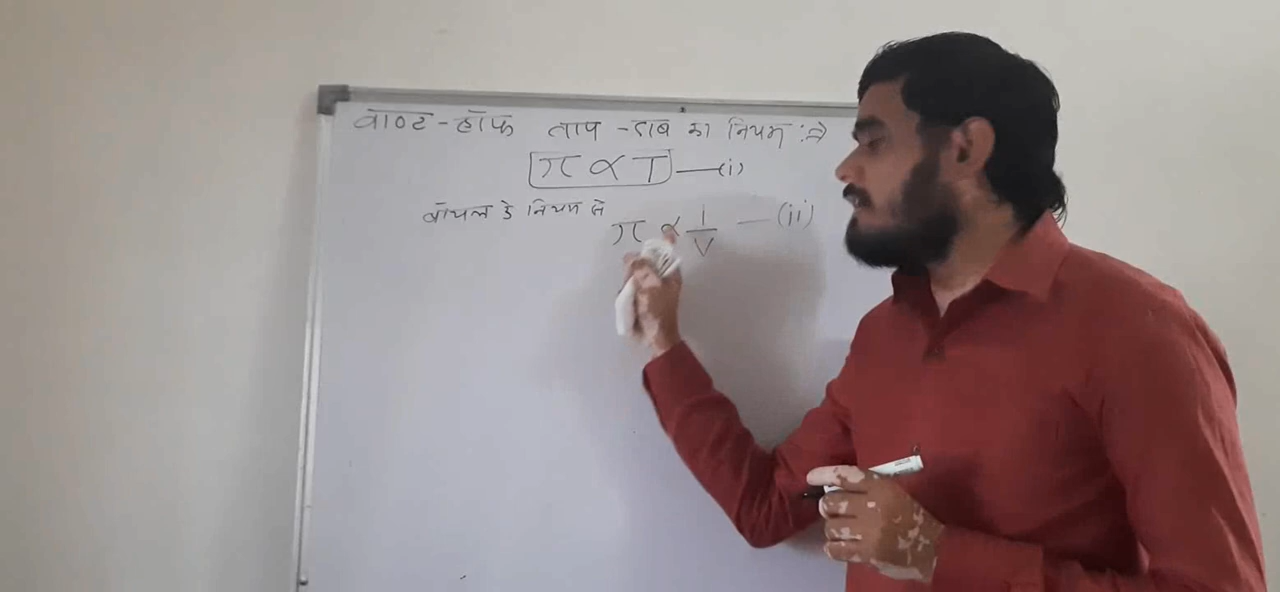 वाण्ट-हॉफ ताप-दाब का नियम :⇒
π ∝ T —(i)
बॉयल के नियम से π ∝ 1/V —(ii)